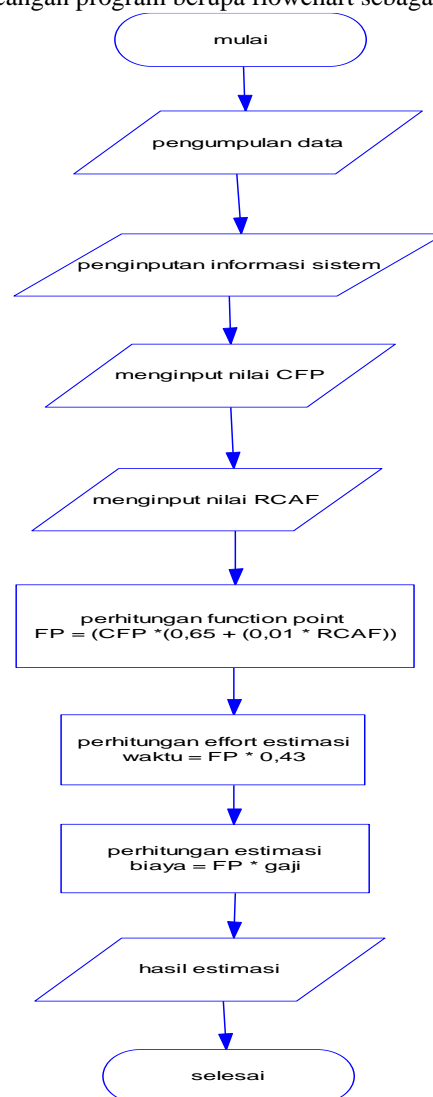 program berupa flowchart sebaga
mulai
pengumpulan data
penginputan informasi sistem
menginput nilai CFP
menginput nilai RCAF
perhitungan function point
FP = (CFP *(0,65 + (0,01 * RCAF))
perhitungan effort estimasi
waktu = FP * 0,43
perhitungan estimasi
biaya = FP * gaji
hasil estimasi
selesai